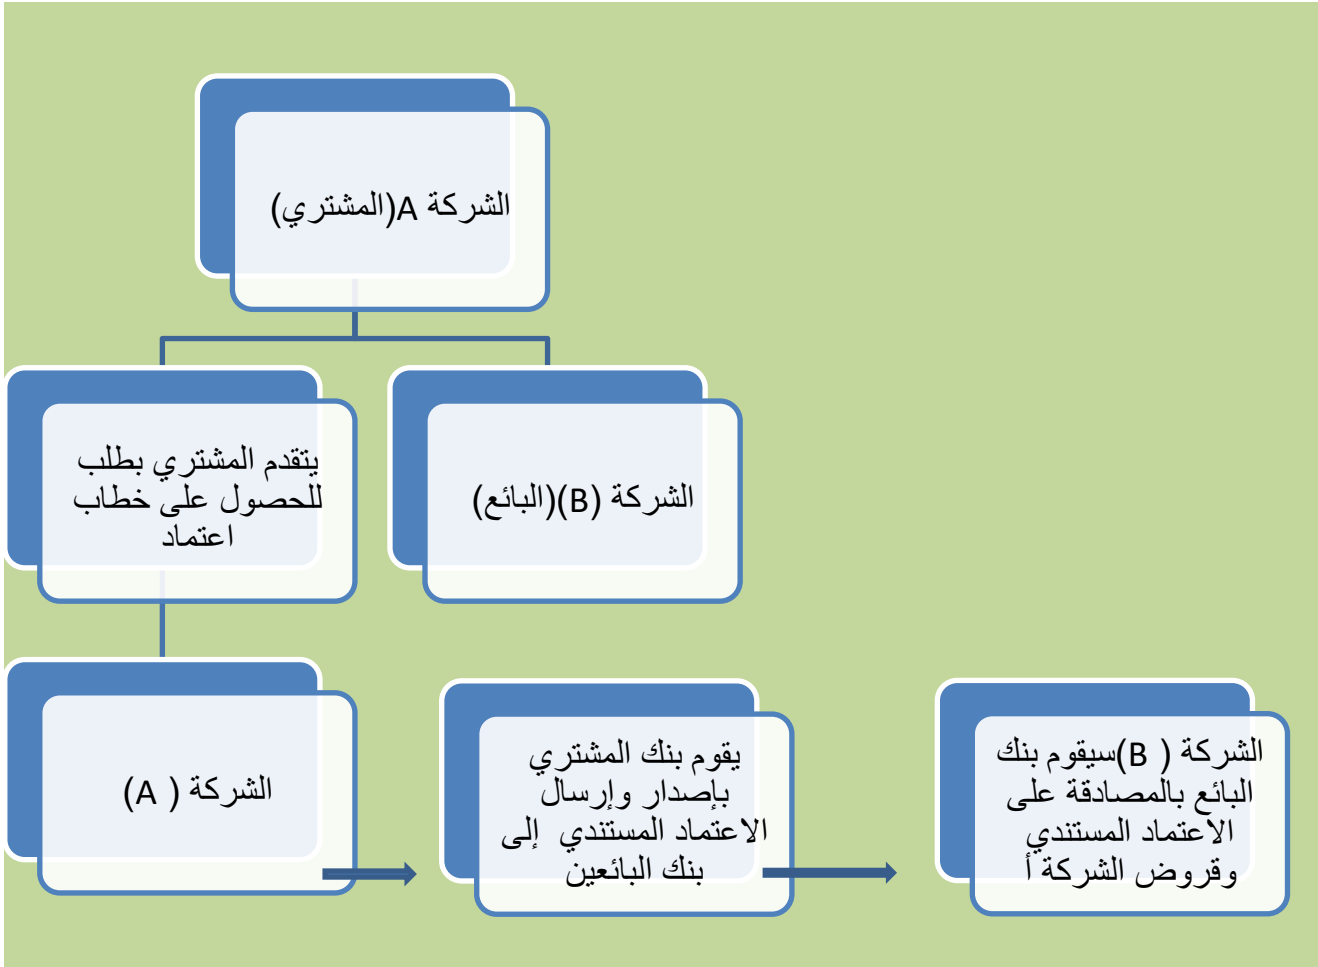 الشركة A(المشتري)
الشركة (B)(البائع)
يتقدم المشتري بطلب
للحصول على خطاب
اعتماد
الشركة ( A)
يقوم بنك المشتري
بإصدار وإرسال
الاعتماد المستندي إلى
بنك البائعين
الشركة ( B)سيقوم بنك
البائع بالمصادقة على
الاعتماد المستندي
وقروض الشركة أ